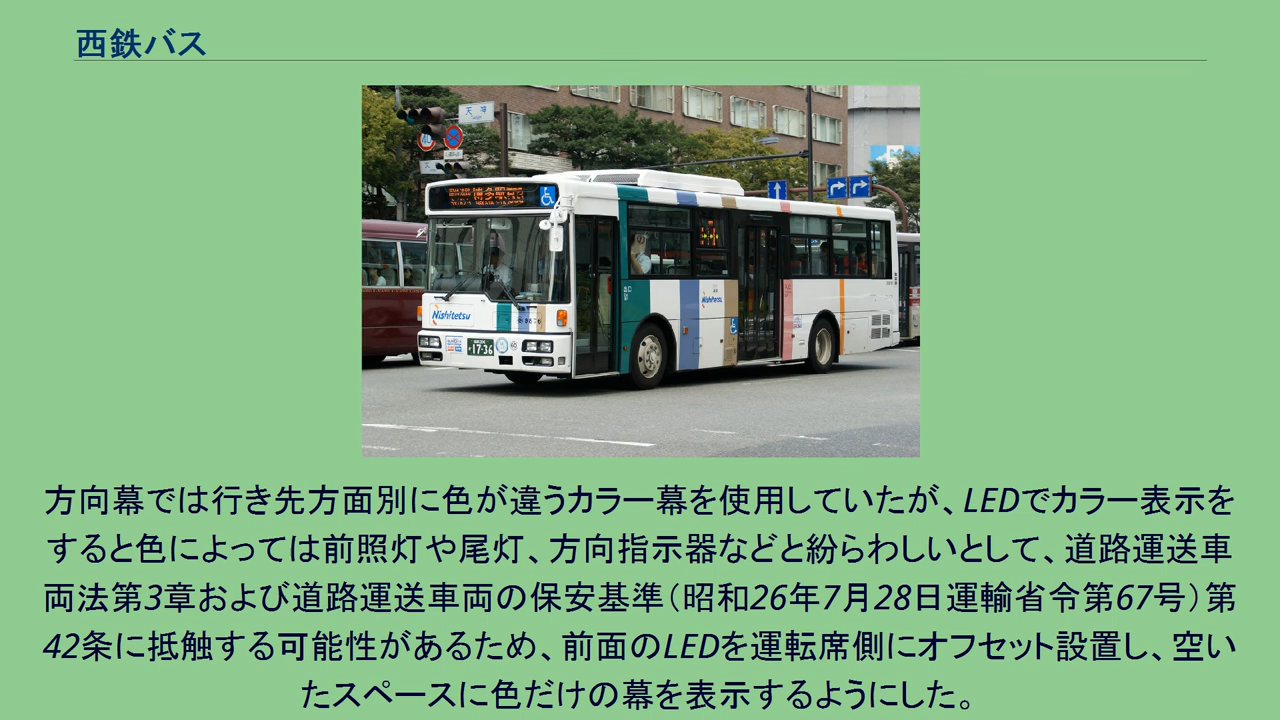 西鉄バス
天神
博多駅
Nishitetsu
Nishitetsu
17-36
方向幕では行き先方面別に色が違うカラー幕を使用していたが、LEDでカラー表示を
すると色によっては前照灯や尾灯、方向指示器などと紛らわしいとして、道路運送車
両法第3章および道路運送車両の保安基準（昭和26年7月28日運輸省令第67号）第
42条に抵触する可能性があるため、前面のLEDを運転席側にオフセット設置し、空い
たスペースに色だけの幕を表示するようにした。